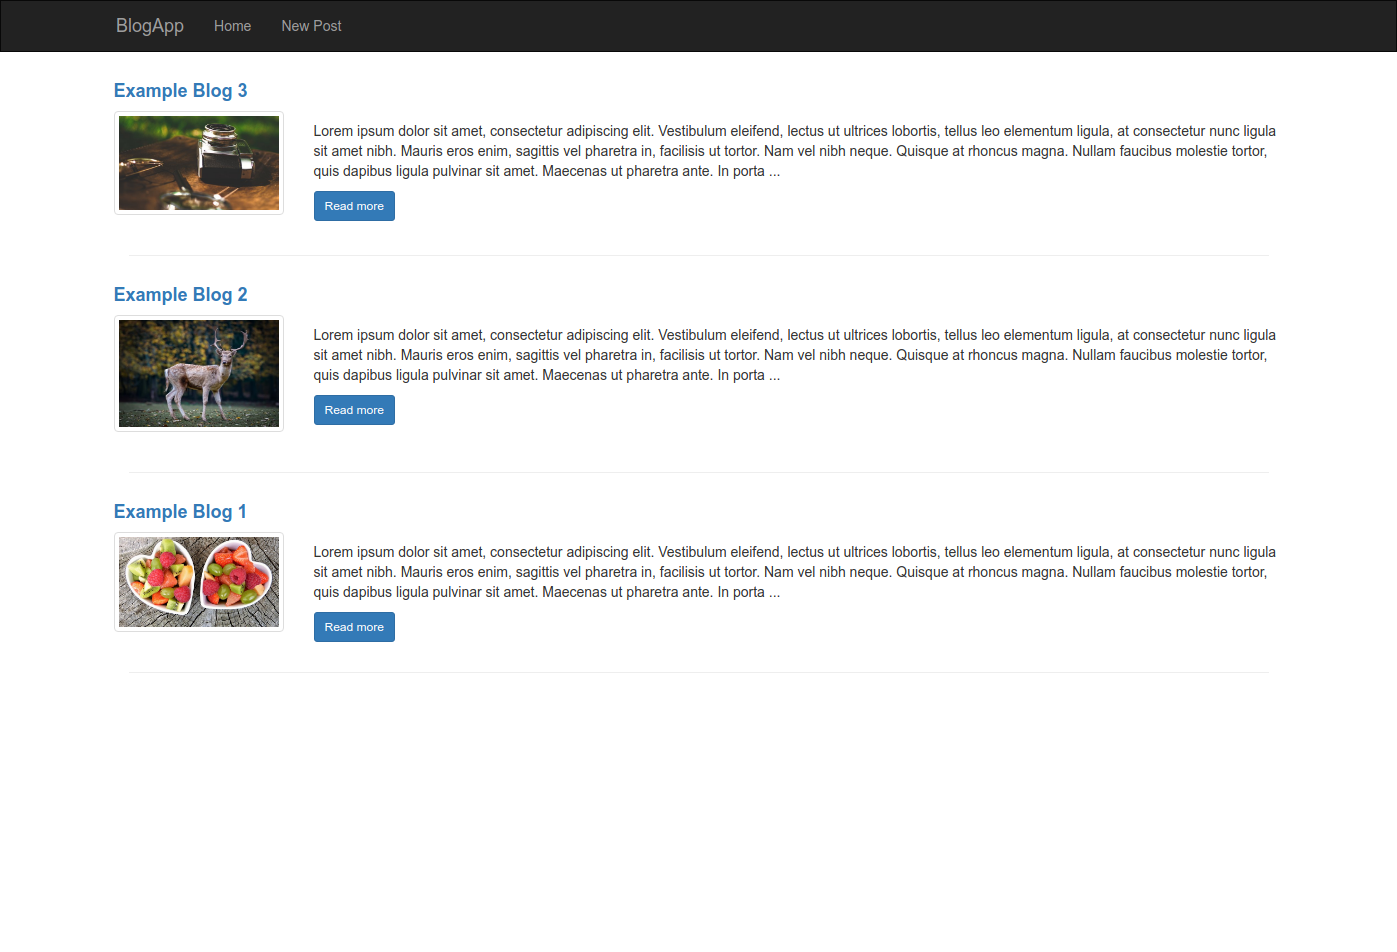 BlogApp Home New Post
Example Blog 3
Lorem ipsum dolor sit amet, consectetur adipiscing elit. Vestibulum eleifend, lectus ut ultrices lobortis, tellus leo elementum ligula, at consectetur nunc ligula
sit amet nibh. Mauris eros enim, sagittis vel pharetra in, facilisis ut tortor. Nam vel nibh neque. Quisque at rhoncus magna. Nullam faucibus molestie tortor,
quis dapibus ligula pulvinar sit amet. Maecenas ut pharetra ante. In porta ...
Read more
Example Blog 2
Lorem ipsum dolor sit amet, consectetur adipiscing elit. Vestibulum eleifend, lectus ut ultrices lobortis, tellus leo elementum ligula, at consectetur nunc ligula
sit amet nibh. Mauris eros enim, sagittis vel pharetra in, facilisis ut tortor. Nam vel nibh neque. Quisque at rhoncus magna. Nullam faucibus molestie tortor,
quis dapibus ligula pulvinar sit amet. Maecenas ut pharetra ante. In porta ...
Read more
Example Blog 1
Lorem ipsum dolor sit amet, consectetur adipiscing elit. Vestibulum eleifend, lectus ut ultrices lobortis, tellus leo elementum ligula, at consectetur nunc ligula
sit amet nibh. Mauris eros enim, sagittis vel pharetra in, facilisis ut tortor. Nam vel nibh neque. Quisque at rhoncus magna. Nullam faucibus molestie tortor,
quis dapibus ligula pulvinar sit amet. Maecenas ut pharetra ante. In porta ...
Read more